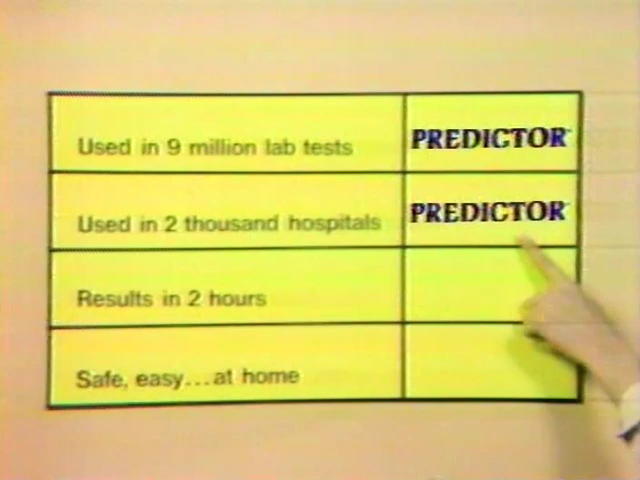 Used in 9 million lab tests PREDICTOR
Used in 2 thousand hospitals PREDICTOR
Results in 2 hours
Safe, easy...at home